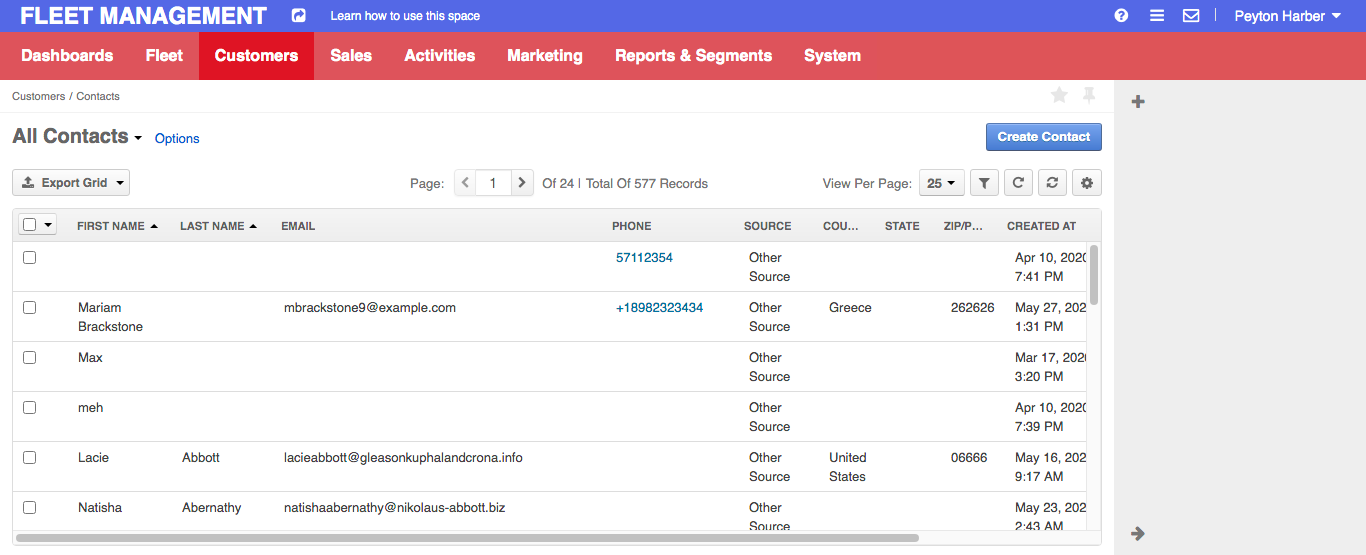 FLEET MANAGEMENT Learn how to use this space Peyton Harber
Dashboards Fleet Customers Sales Activities Marketing Reports & Segments System
Customers / Contacts
All Contacts Options Create Contact
Export Grid Page: 1 Of 24 | Total Of 577 Records View Per Page: 25
FIRST NAME LAST NAME EMAIL PHONE SOURCE COU... STATE ZIP/P... CREATED AT
57112354 Other Apr 10, 2020
Source 7:41 PM
Mariam mbrackstone9@example.com +18982323434 Other Greece 262626 May 27, 202
Brackstone Source 1:31 PM
Max Other Mar 17, 2020
Source 3:20 PM
meh Other Apr 10, 2020
Source 7:39 PM
Lacie Abbott lacieabbott@gleasonkuphalandcrona.info Other United 06666 May 16, 202
Source States 9:17 AM
Natisha Abernathy natishaabernathy@nikolaus-abbott.biz Other May 23, 202
Source 2:43 AM